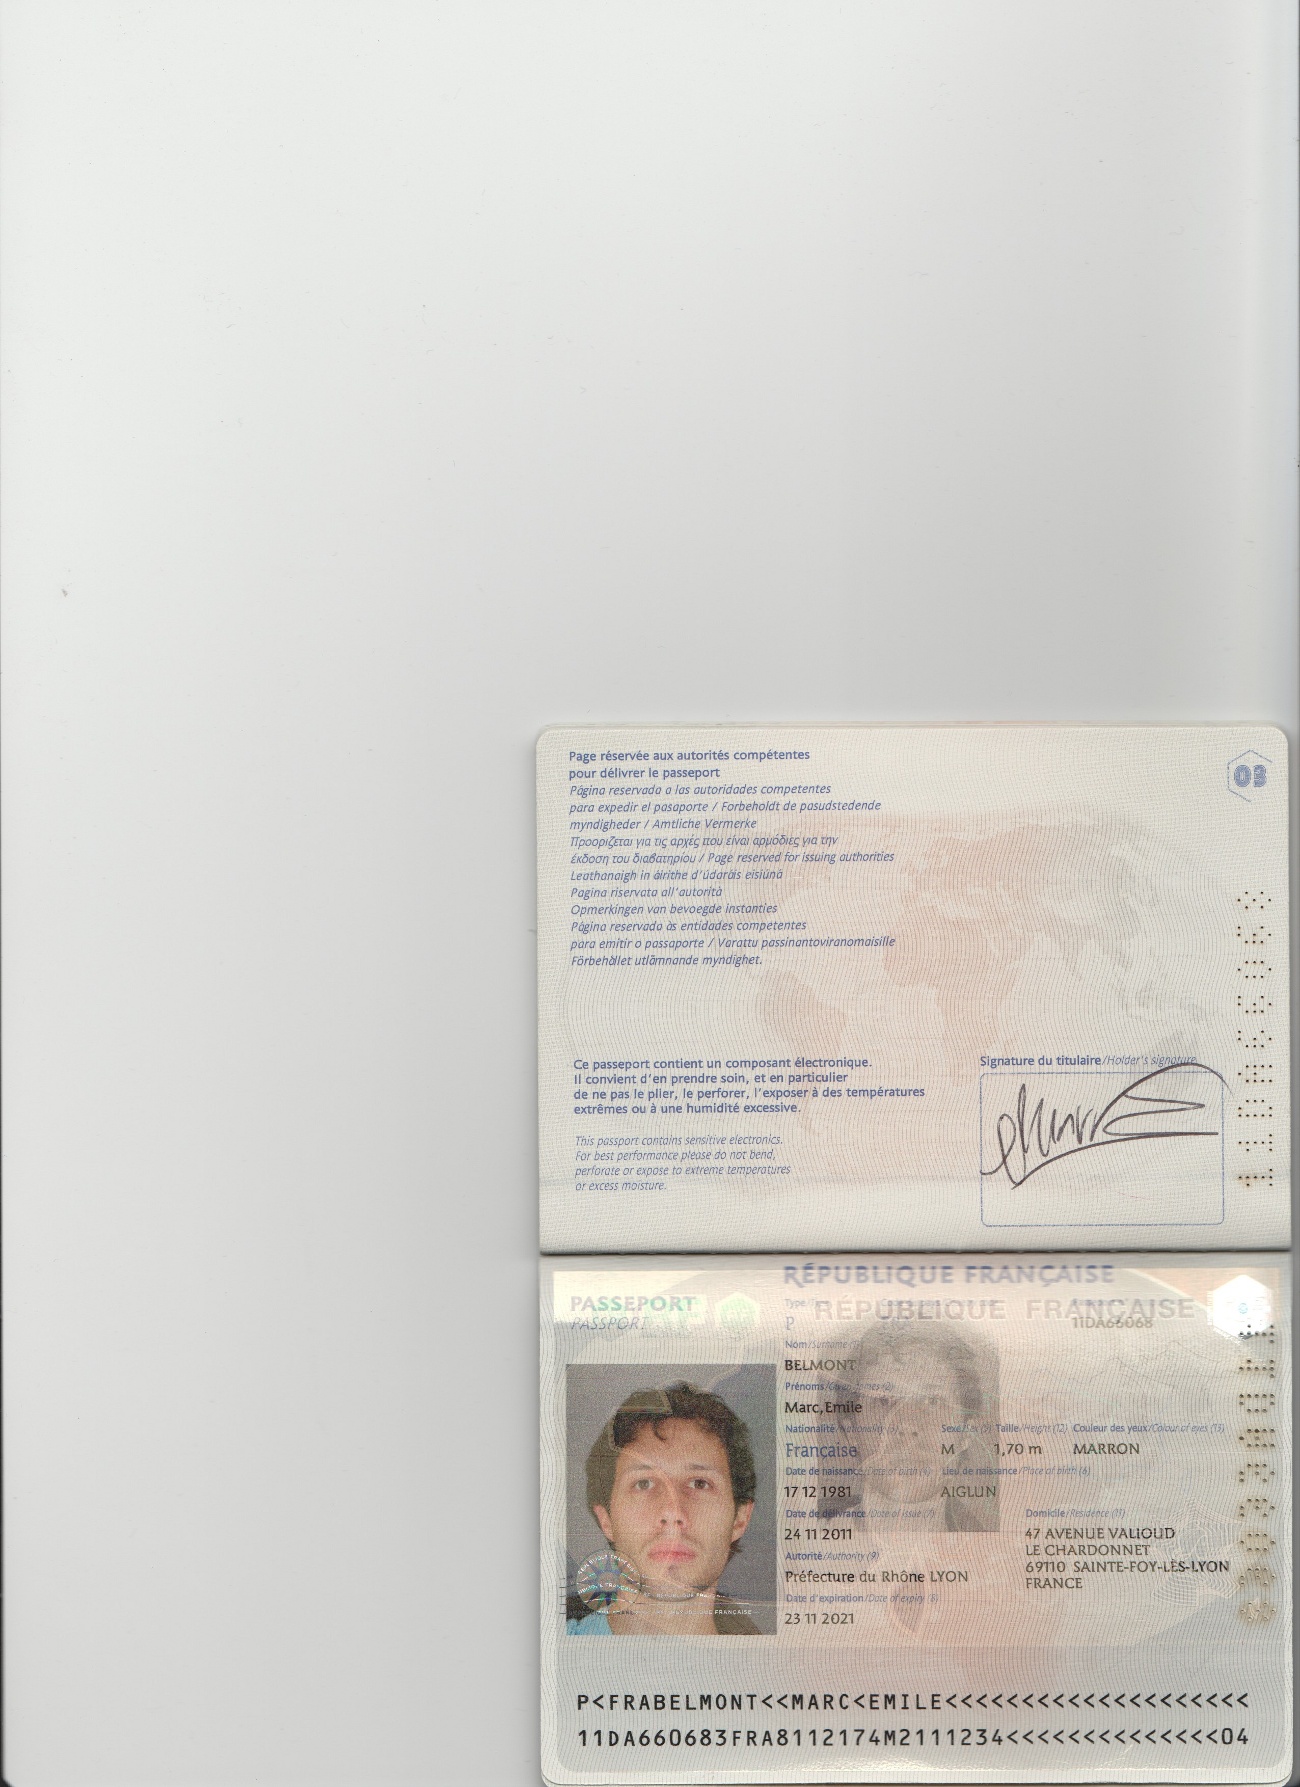 Page réservée aux autorités compétentes
pour délivrer le passeport
Página reservada a las autoridades competentes
para expedir el pasaporte / Forbeholdt de pasudstedende
myndigheder / Amtliche Vermerke
Προορίζεται για τις αρχές που είναι αρμόδιες για την
έκδοση του διαβατηρίου / Page reserved for issuing authorities
Leathanaigh in áirithe d'údaráis eisiúna
Pagina riservata all'autorità
Opmerkingen van bevoegde instanties
Página reservada às entidades competentes
para emitir o passaporte / Varattu passinantoviranomaisille
Förbehållet utlämnande myndighet.
03
Ce passeport contient un composant électronique.
Il convient d'en prendre soin, et en particulier
de ne pas le plier, le perforer, l'exposer à des températures
extrêmes ou à une humidité excessive.
This passport contains sensitive electronics.
For best performance please do not bend,
perforate or expose to extreme temperatures
or excess moisture.
Signature du titulaire/Holder's signature
RÉPUBLIQUE FRANÇAISE
RÉPUBLIQUE FRANÇAISE
PASSEPORT
PASSPORT
P
11DA66068
Nom/Surname
BELMONT
Prénoms
Marc,Emile
Nationalité Sexe Taille/Height (12) Couleur des yeux/Colour of eyes (13)
Française M 1,70 m MARRON
Date de naissance/Date of birth (4) Lieu de naissance/Place of birth (6)
17 12 1981 AIGLUN
Date de délivrance/Date of issue (7) Domicile/Residence (11)
24 11 2011
47 AVENUE VALIOUD
LE CHARDONNET
69110 SAINTE-FOY-LÈS-LYON
FRANCE
Autorité/Authority (9)
Préfecture du Rhône LYON
Date d'expiration/Date of expiry (8)
23 11 2021
P<FRABELMONT<<MARC<EMILE<<<<<<<<<<<<<<<<<<<<
11DA660683FRA8112174M2111234<<<<<<<<<<<<<<04